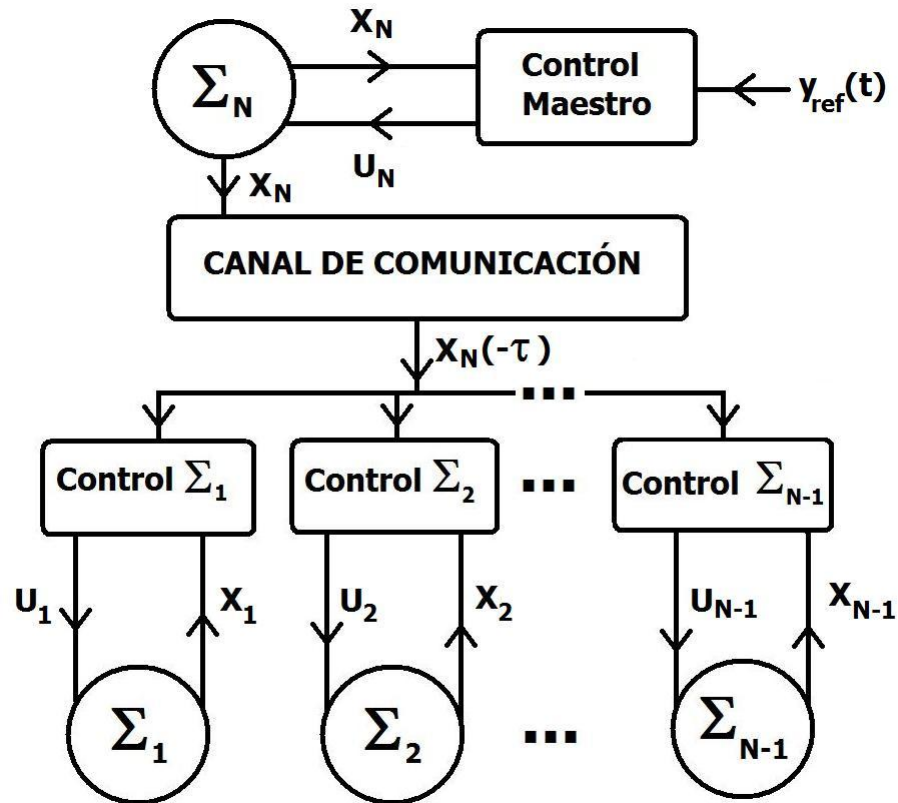 X_N
Σ_N
Control
Maestro
y_ref(t)
U_N
X_N
CANAL DE COMUNICACIÓN
X_N(-τ)
...
Control Σ_1
Control Σ_2
...
Control Σ_N-1
U_1
X_1
U_2
X_2
U_N-1
X_N-1
Σ_1
Σ_2
...
Σ_N-1